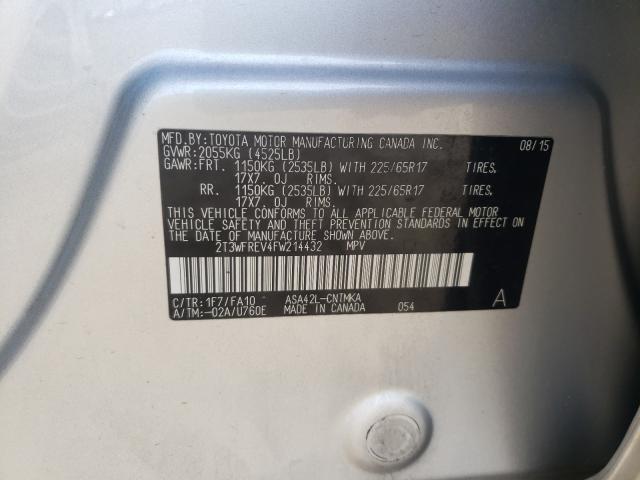 MFD.BY:TOYOTA MOTOR MANUFACTURING CANADA INC. 08/15
GVWR:2055KG (4525LB)
GAWR:FRT. 1150KG (2535LB) WITH 225/65R17 TIRES,
17X7.0J RIMS.
RR. 1150KG (2535LB) WITH 225/65R17 TIRES,
17X7.0J RIMS.
THIS VEHICLE CONFORMS TO ALL APPLICABLE FEDERAL MOTOR
VEHICLE SAFETY AND THEFT PREVENTION STANDARDS IN EFFECT ON
THE DATE OF MANUFACTURE SHOWN ABOVE.
2T3WFREV4FW214432 MPV
C/TR:1F7/FA10 ASA42L-CNTMKA
A/TM:-02A/U760E MADE IN CANADA 054 A